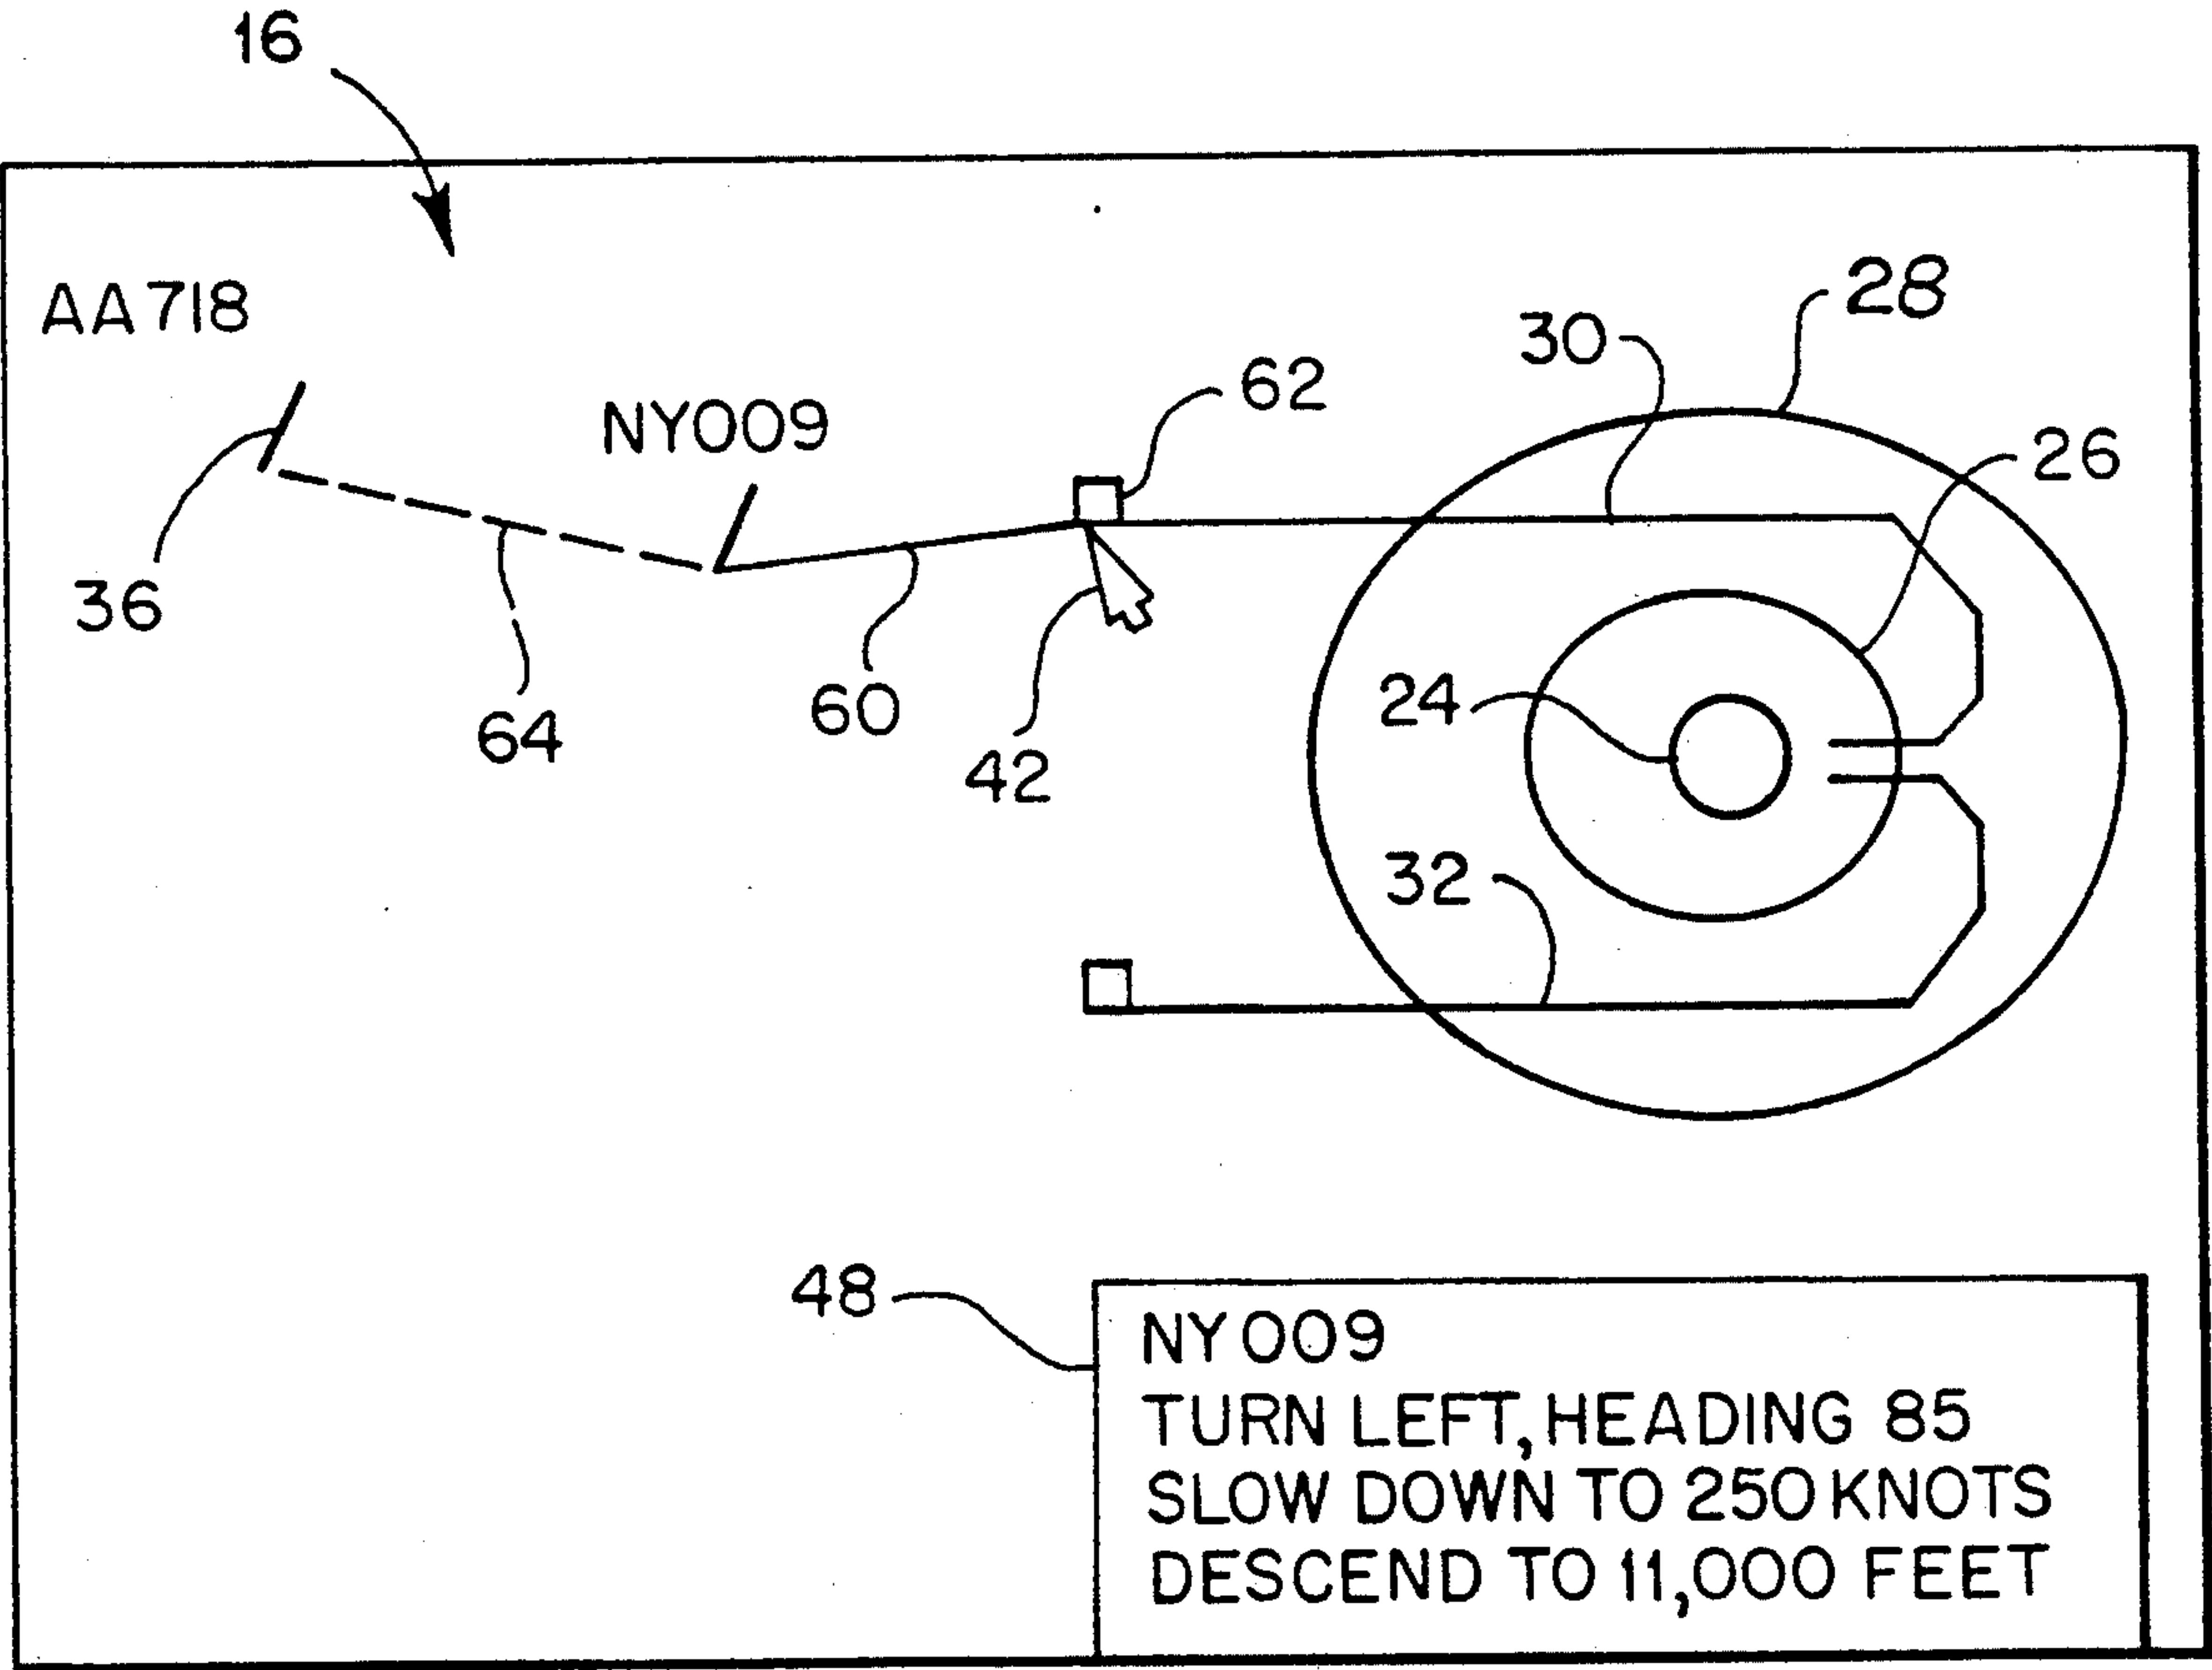 16
AA718
28
30
62
NY009
26
36
24
60
64
42
32
48
NY009
TURN LEFT, HEADING 85
SLOW DOWN TO 250 KNOTS
DESCEND TO 11,000 FEET